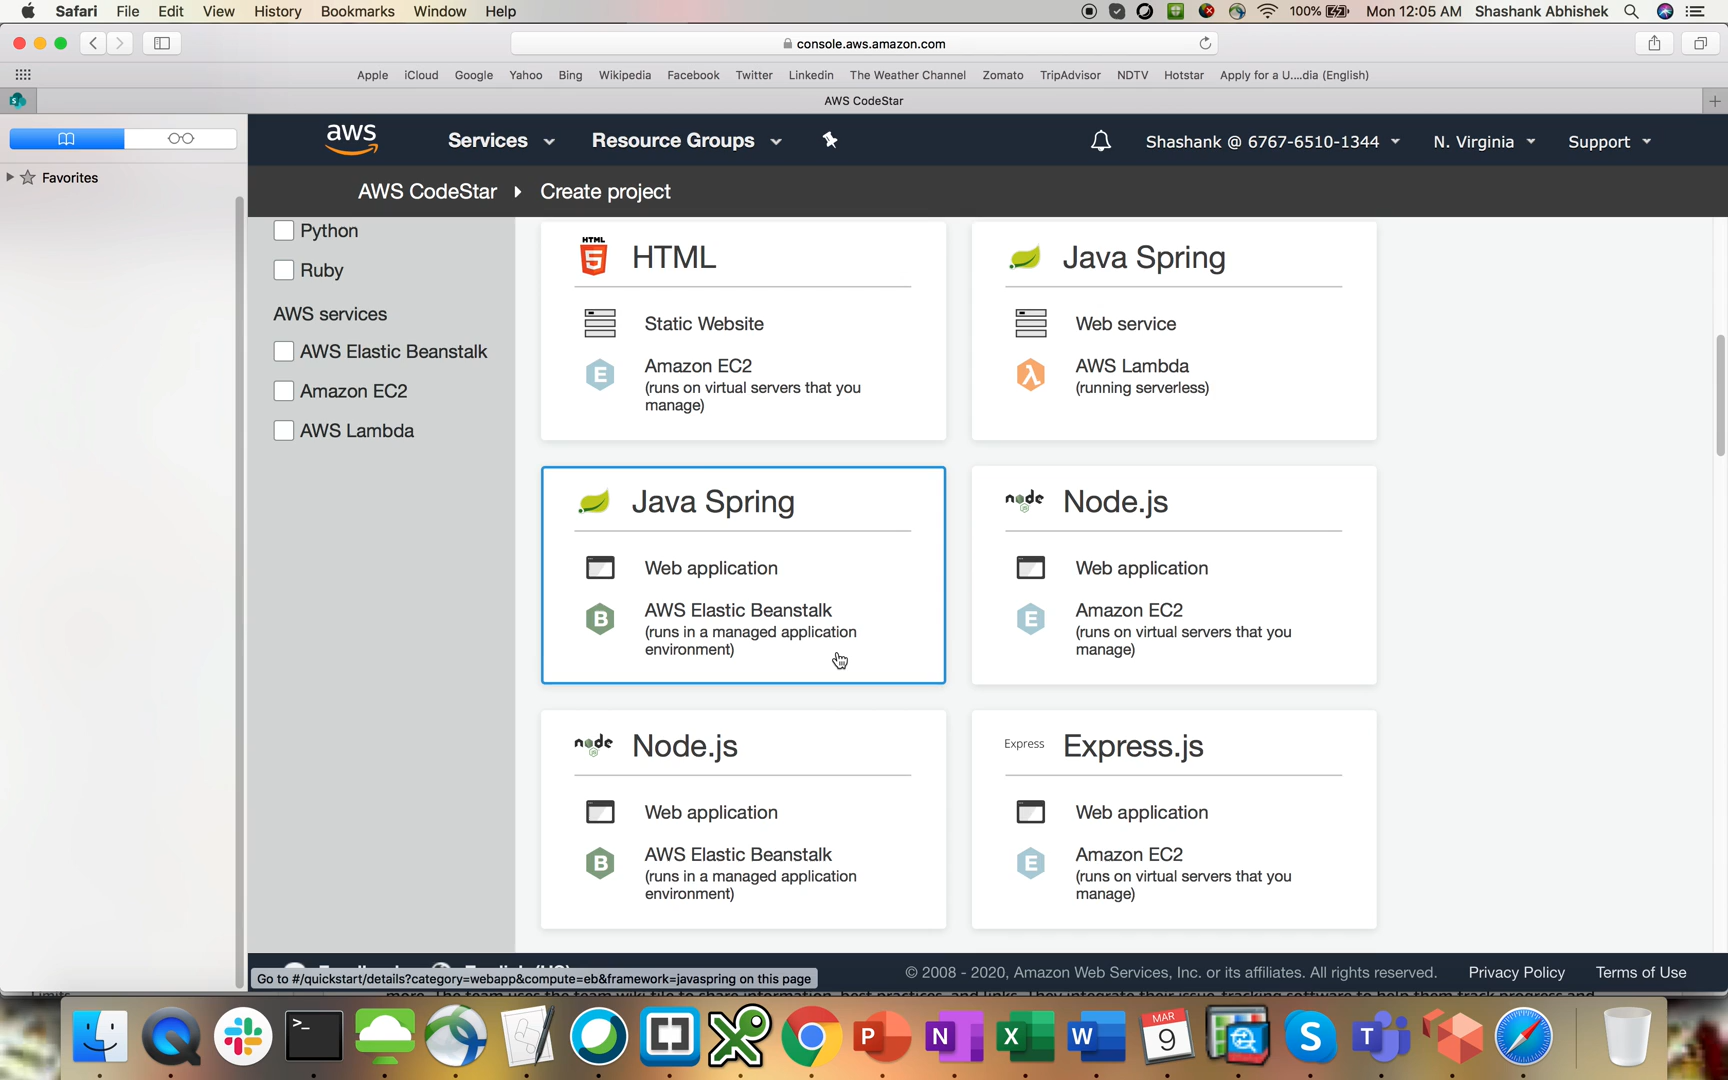 Safari File Edit View History Bookmarks Window Help
100% Mon 12:05 AM Shashank Abhishek
console.aws.amazon.com
Apple iCloud Google Yahoo Bing Wikipedia Facebook Twitter Linkedin The Weather Channel Zomato TripAdvisor NDTV Hotstar Apply for a U....dia (English)
AWS CodeStar
Favorites
aws Services Resource Groups Shashank @ 6767-6510-1344 N. Virginia Support
AWS CodeStar Create project
Python
Ruby
AWS services
AWS Elastic Beanstalk
Amazon EC2
AWS Lambda
HTML
5
HTML
Static Website
E
Amazon EC2
(runs on virtual servers that you
manage)
Java Spring
Web service
λ
AWS Lambda
(running serverless)
Java Spring
Web application
B
AWS Elastic Beanstalk
(runs in a managed application
environment)
node
Node.js
Web application
E
Amazon EC2
(runs on virtual servers that you
manage)
node
Node.js
Web application
B
AWS Elastic Beanstalk
(runs in a managed application
environment)
Express
Express.js
Web application
E
Amazon EC2
(runs on virtual servers that you
manage)
Go to #/quickstart/details?category=webapp&compute=eb&framework=javaspring on this page
© 2008 - 2020, Amazon Web Services, Inc. or its affiliates. All rights reserved. Privacy Policy Terms of Use
MAR
9
P N X W S T